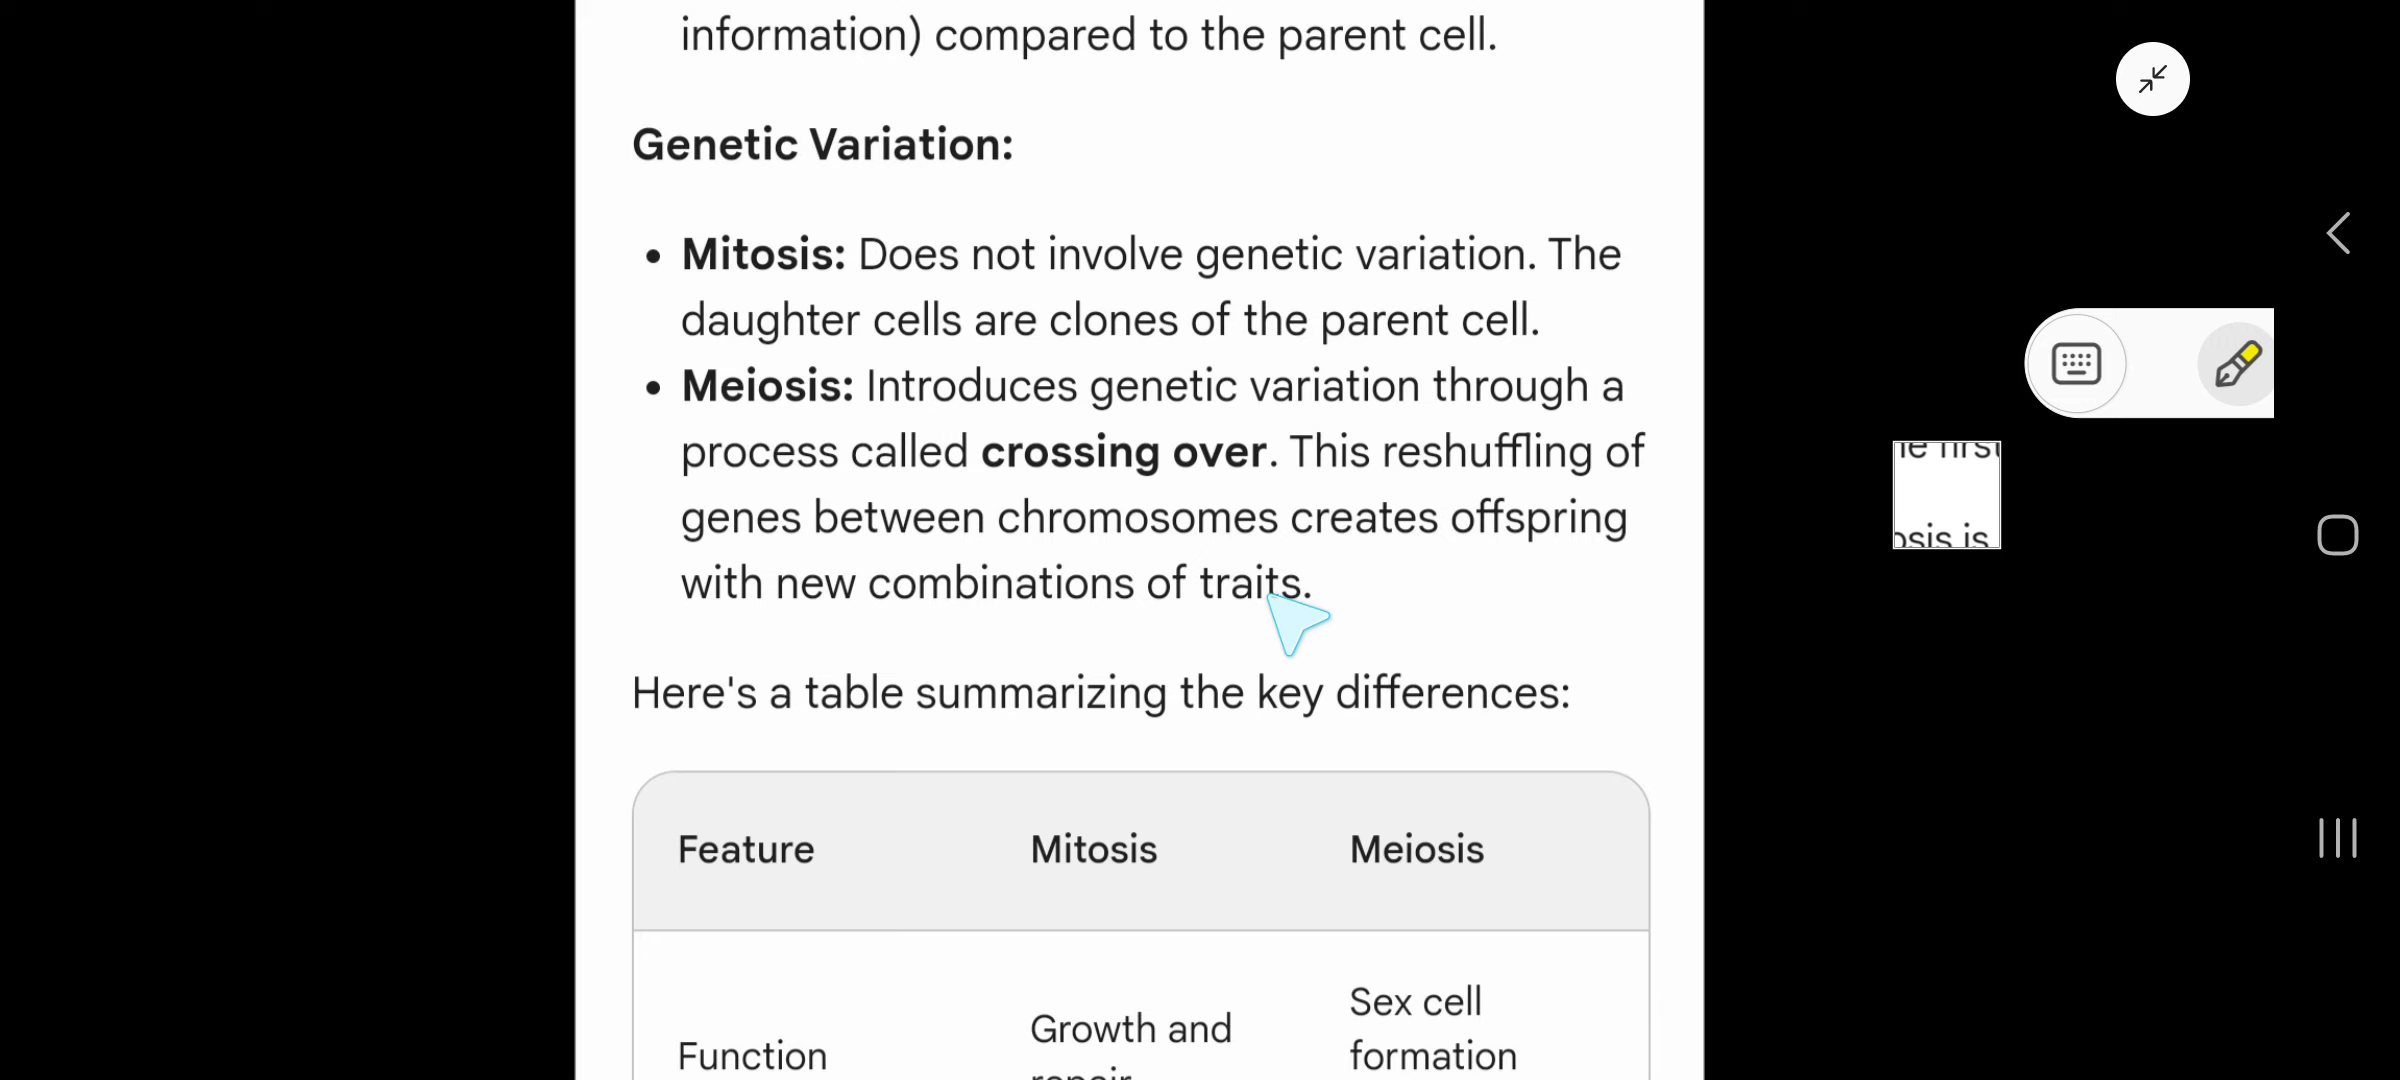 information) compared to the parent cell.
Genetic Variation:
• Mitosis: Does not involve genetic variation. The
daughter cells are clones of the parent cell.
• Meiosis: Introduces genetic variation through a
process called crossing over. This reshuffling of
genes between chromosomes creates offspring
with new combinations of traits.
Here's a table summarizing the key differences:
Feature Mitosis Meiosis
Sex cell
Growth and
Function formation
osis is